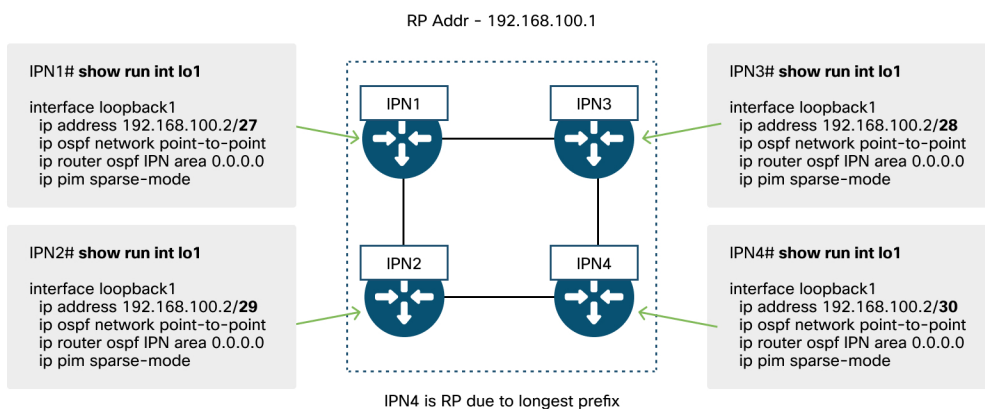 RP Addr - 192.168.100.1
IPN1# show run int lo1
interface loopback1
ip address 192.168.100.2/27
ip ospf network point-to-point
ip router ospf IPN area 0.0.0.0
ip pim sparse-mode
IPN1
IPN3
IPN3# show run int lo1
interface loopback1
ip address 192.168.100.2/28
ip ospf network point-to-point
ip router ospf IPN area 0.0.0.0
ip pim sparse-mode
IPN2# show run int lo1
interface loopback1
ip address 192.168.100.2/29
ip ospf network point-to-point
ip router ospf IPN area 0.0.0.0
ip pim sparse-mode
IPN2
IPN4
IPN4# show run int lo1
interface loopback1
ip address 192.168.100.2/30
ip ospf network point-to-point
ip router ospf IPN area 0.0.0.0
ip pim sparse-mode
IPN4 is RP due to longest prefix